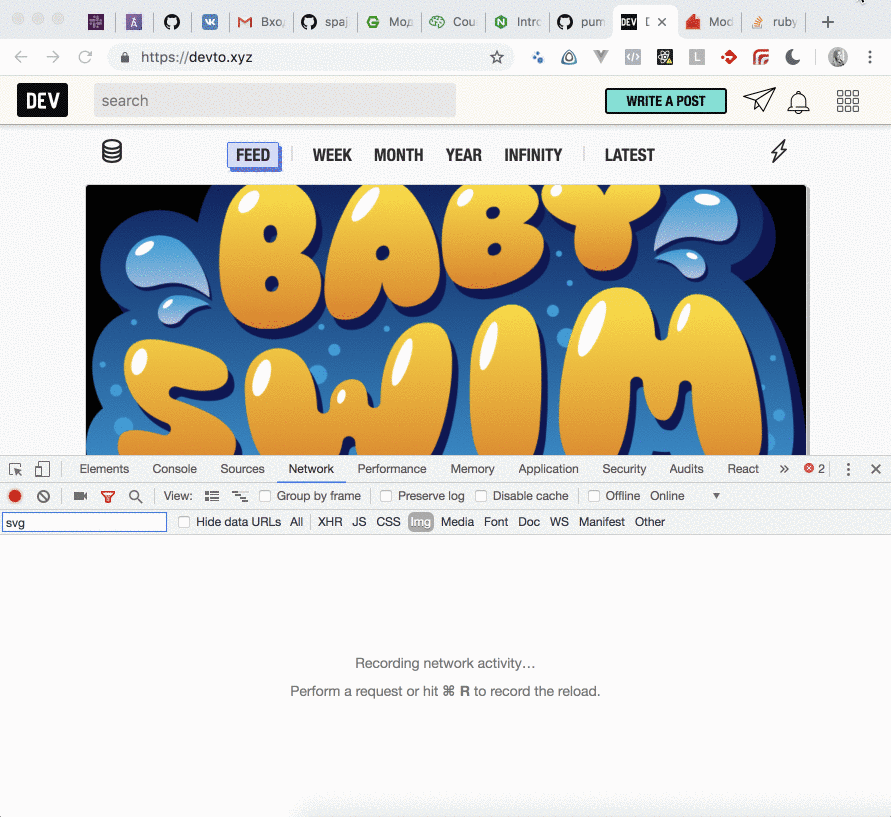 Вхо spaj Мод Cou Intro pum DEV D Mod ruby
https://devto.xyz
DEV search WRITE A POST
FEED WEEK MONTH YEAR INFINITY LATEST
BABY
SWIM
Elements Console Sources Network Performance Memory Application Security Audits React » 2
View: Group by frame Preserve log Disable cache Offline Online
svg Hide data URLs All XHR JS CSS Img Media Font Doc WS Manifest Other
Recording network activity…
Perform a request or hit ⌘ R to record the reload.